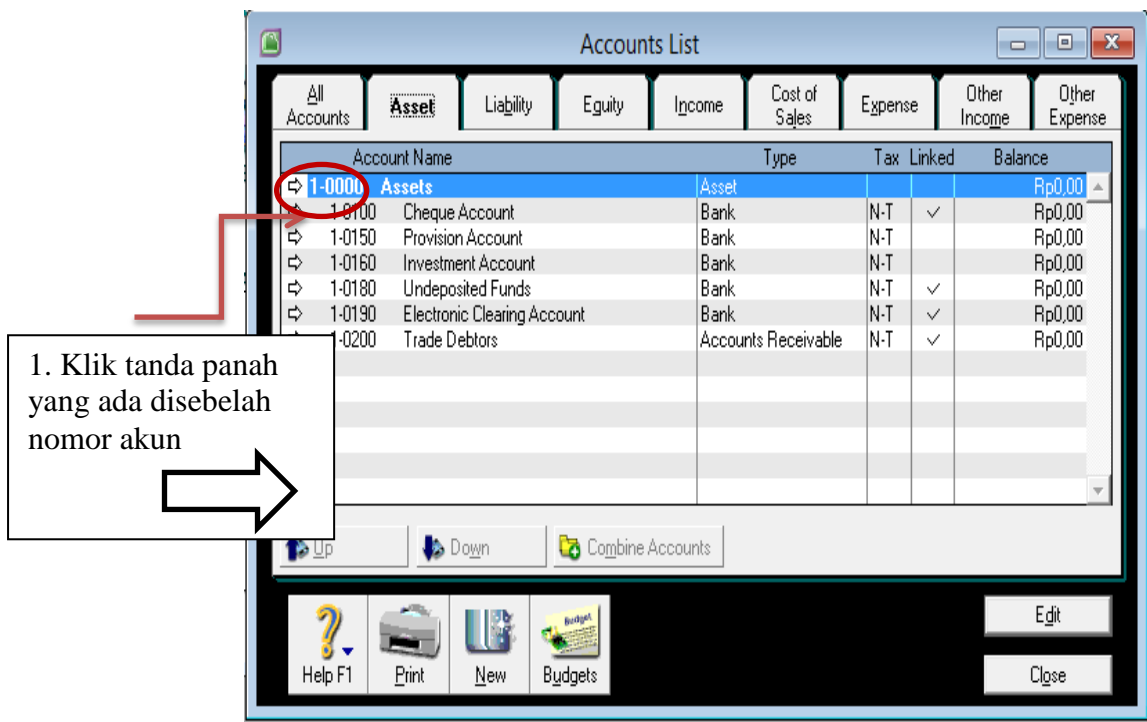 Accounts List
All Accounts Asset Liability Equity Income Cost of Sales Expense Other Income Other Expense
Account Name Type Tax Linked Balance
1-0000 Assets Asset Rp0,00
1-0100 Cheque Account Bank N-T Rp0,00
1-0150 Provision Account Bank N-T Rp0,00
1-0160 Investment Account Bank N-T Rp0,00
1-0180 Undeposited Funds Bank N-T Rp0,00
1-0190 Electronic Clearing Account Bank N-T Rp0,00
1-0200 Trade Debtors Accounts Receivable N-T Rp0,00
1. Klik tanda panah
yang ada disebelah
nomor akun
Up Down Combine Accounts
Budget
Help F1 Print New Budgets
Edit
Close